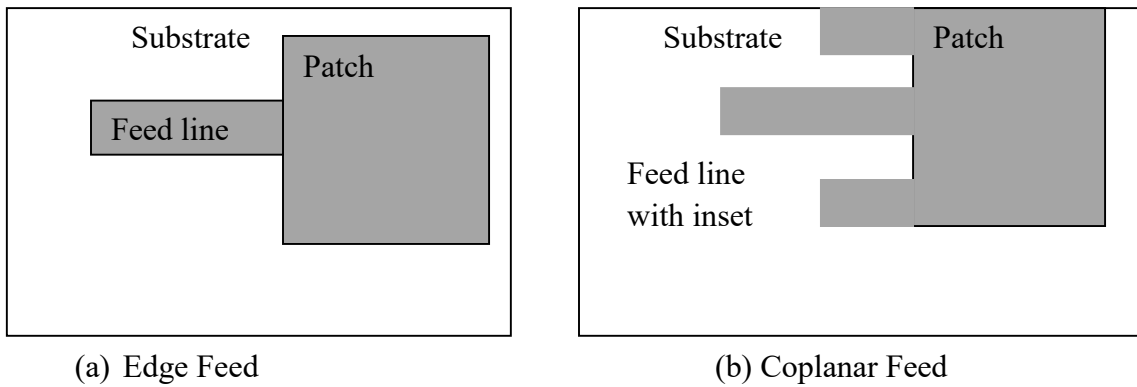 Substrate
Patch
Feed line
(a) Edge Feed
Substrate
Patch
Feed line
with inset
(b) Coplanar Feed